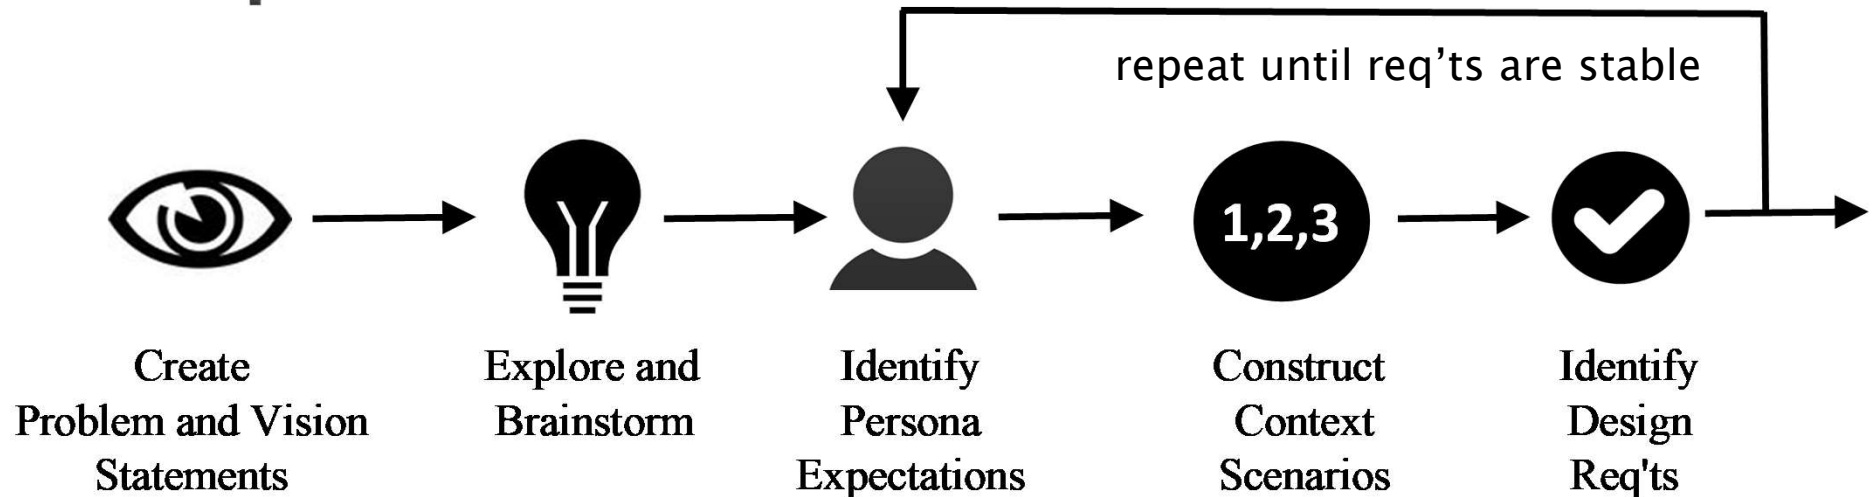 repeat until req’ts are stable
1,2,3
Create
Problem and Vision
Statements
Explore and
Brainstorm
Identify
Persona
Expectations
Construct
Context
Scenarios
Identify
Design
Req'ts